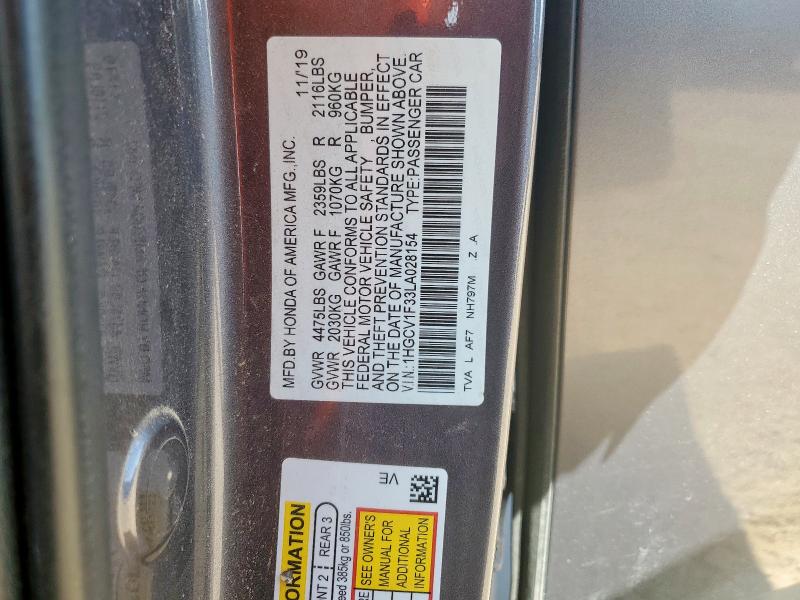 MFD.BY HONDA OF AMERICA MFG.,INC. 11/19
GVWR 4475LBS GAWR F 2359LBS R 2116LBS
GVWR 2030KG GAWR F 1070KG R 960KG
THIS VEHICLE CONFORMS TO ALL APPLICABLE
FEDERAL MOTOR VEHICLE SAFETY , BUMPER,
AND THEFT PREVENTION STANDARDS IN EFFECT
ON THE DATE OF MANUFACTURE SHOWN ABOVE.
V I N.:1HGCV1F33LA028154 TYPE:PASSENGER CAR
TVA L AF7 NH797M Z .A
ORMATION
NT 2 REAR 3
eed 385kg or 850lbs.
RE SEE OWNER'S
MANUAL FOR
ADDITIONAL
INFORMATION
VE